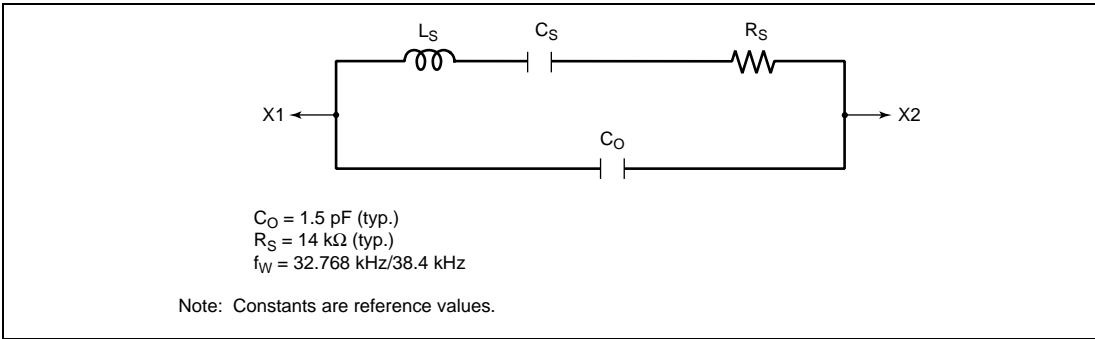 L_S C_S R_S
X1 X2
C_O
C_O = 1.5 pF (typ.)
R_S = 14 kΩ (typ.)
f_W = 32.768 kHz/38.4 kHz
Note: Constants are reference values.